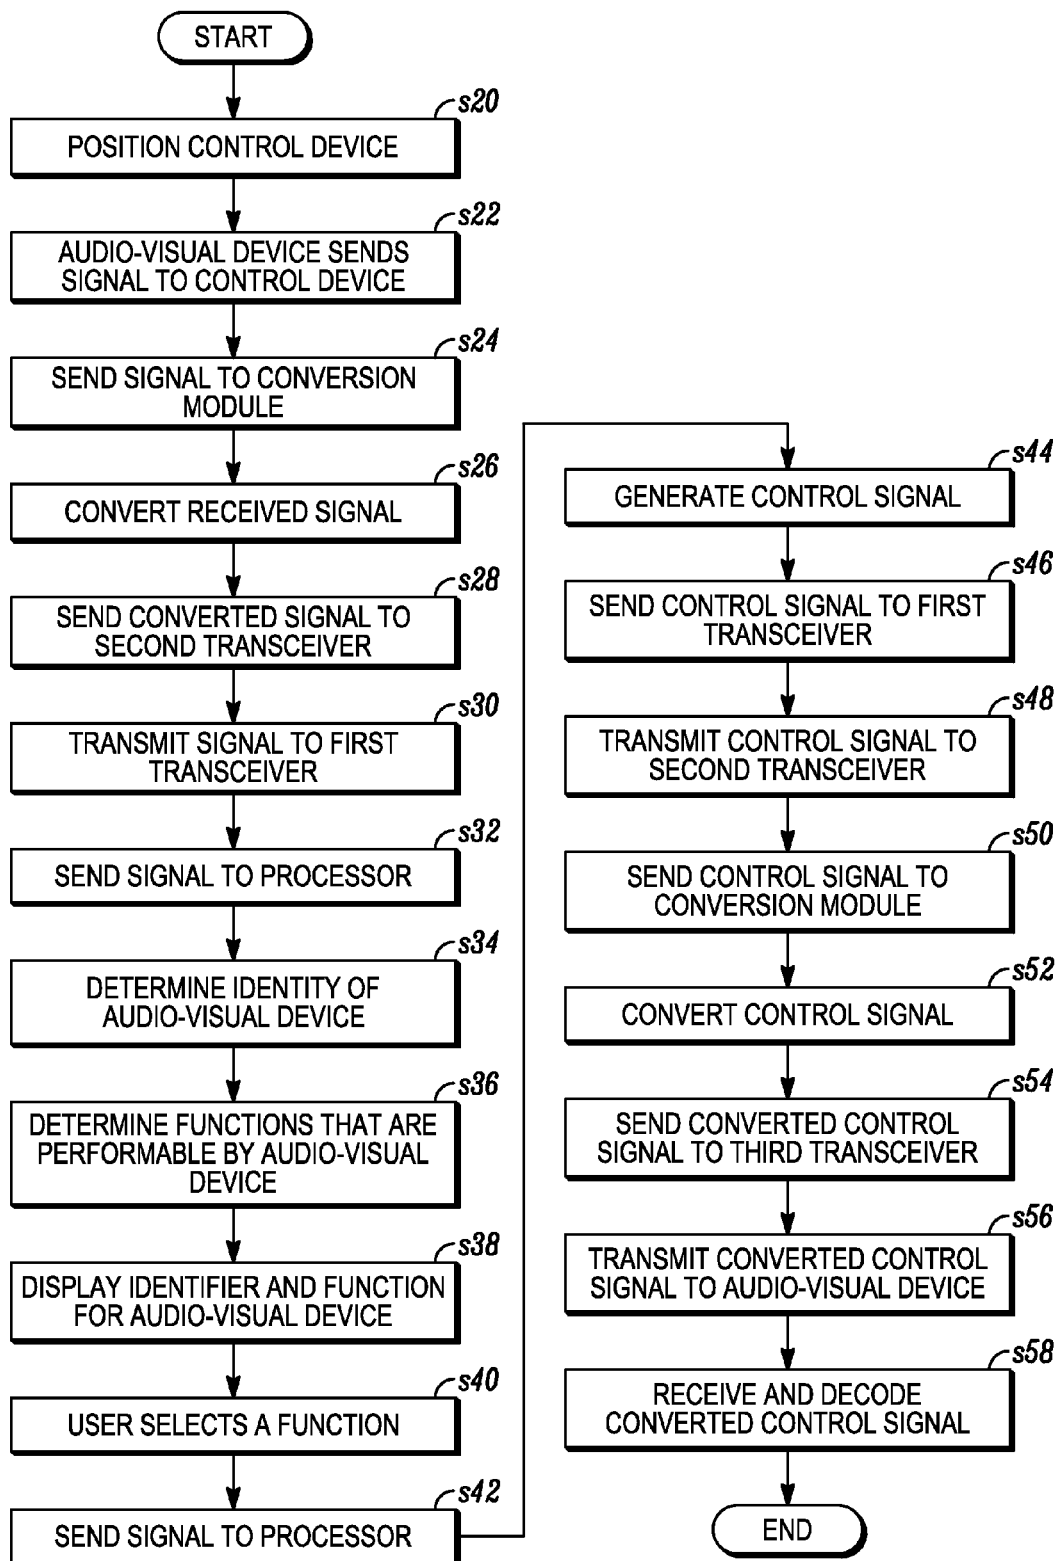 START
s20
POSITION CONTROL DEVICE
s22
AUDIO-VISUAL DEVICE SENDS
SIGNAL TO CONTROL DEVICE
s24
SEND SIGNAL TO CONVERSION
MODULE
s26
CONVERT RECEIVED SIGNAL
s28
SEND CONVERTED SIGNAL TO
SECOND TRANSCEIVER
s30
TRANSMIT SIGNAL TO FIRST
TRANSCEIVER
s32
SEND SIGNAL TO PROCESSOR
s34
DETERMINE IDENTITY OF
AUDIO-VISUAL DEVICE
s36
DETERMINE FUNCTIONS THAT ARE
PERFORMABLE BY AUDIO-VISUAL
DEVICE
s38
DISPLAY IDENTIFIER AND FUNCTION
FOR AUDIO-VISUAL DEVICE
s40
USER SELECTS A FUNCTION
s42
SEND SIGNAL TO PROCESSOR
s44
GENERATE CONTROL SIGNAL
s46
SEND CONTROL SIGNAL TO FIRST
TRANSCEIVER
s48
TRANSMIT CONTROL SIGNAL TO
SECOND TRANSCEIVER
s50
SEND CONTROL SIGNAL TO
CONVERSION MODULE
s52
CONVERT CONTROL SIGNAL
s54
SEND CONVERTED CONTROL
SIGNAL TO THIRD TRANSCEIVER
s56
TRANSMIT CONVERTED CONTROL
SIGNAL TO AUDIO-VISUAL DEVICE
s58
RECEIVE AND DECODE
CONVERTED CONTROL SIGNAL
END